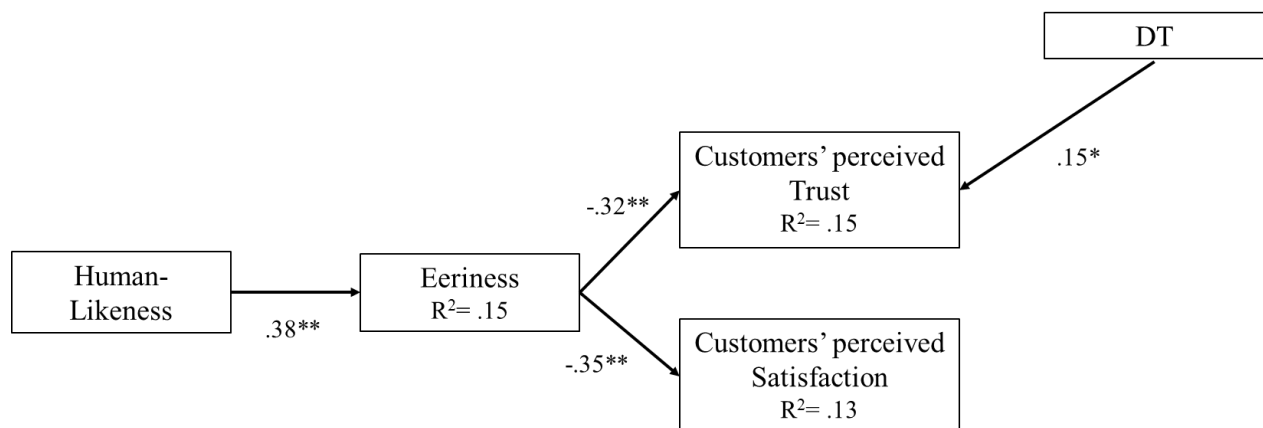 DT
.15*
Customers’ perceived
Trust
R²= .15
-.32**
Human-
Likeness
.38**
Eeriness
R²= .15
-.35**
Customers’ perceived
Satisfaction
R²= .13